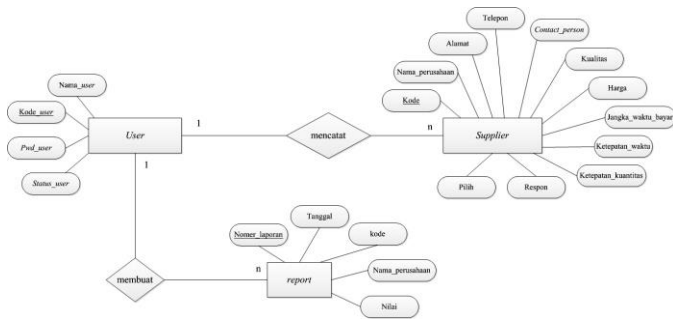 Telepon
Contact_person
Alamat
Kualitas
Nama_perusahaan
Nama_user
Harga
Kode
Kode_user
User
1
mencatat
n
Supplier
Jangka_waktu_bayar
Pwd_user
Ketepatan_waktu
1
Status_user
Ketepatan_kuantitas
Pilih
Respon
Tanggal
Nomer_laporan
kode
membuat
n
report
Nama_perusahaan
Nilai